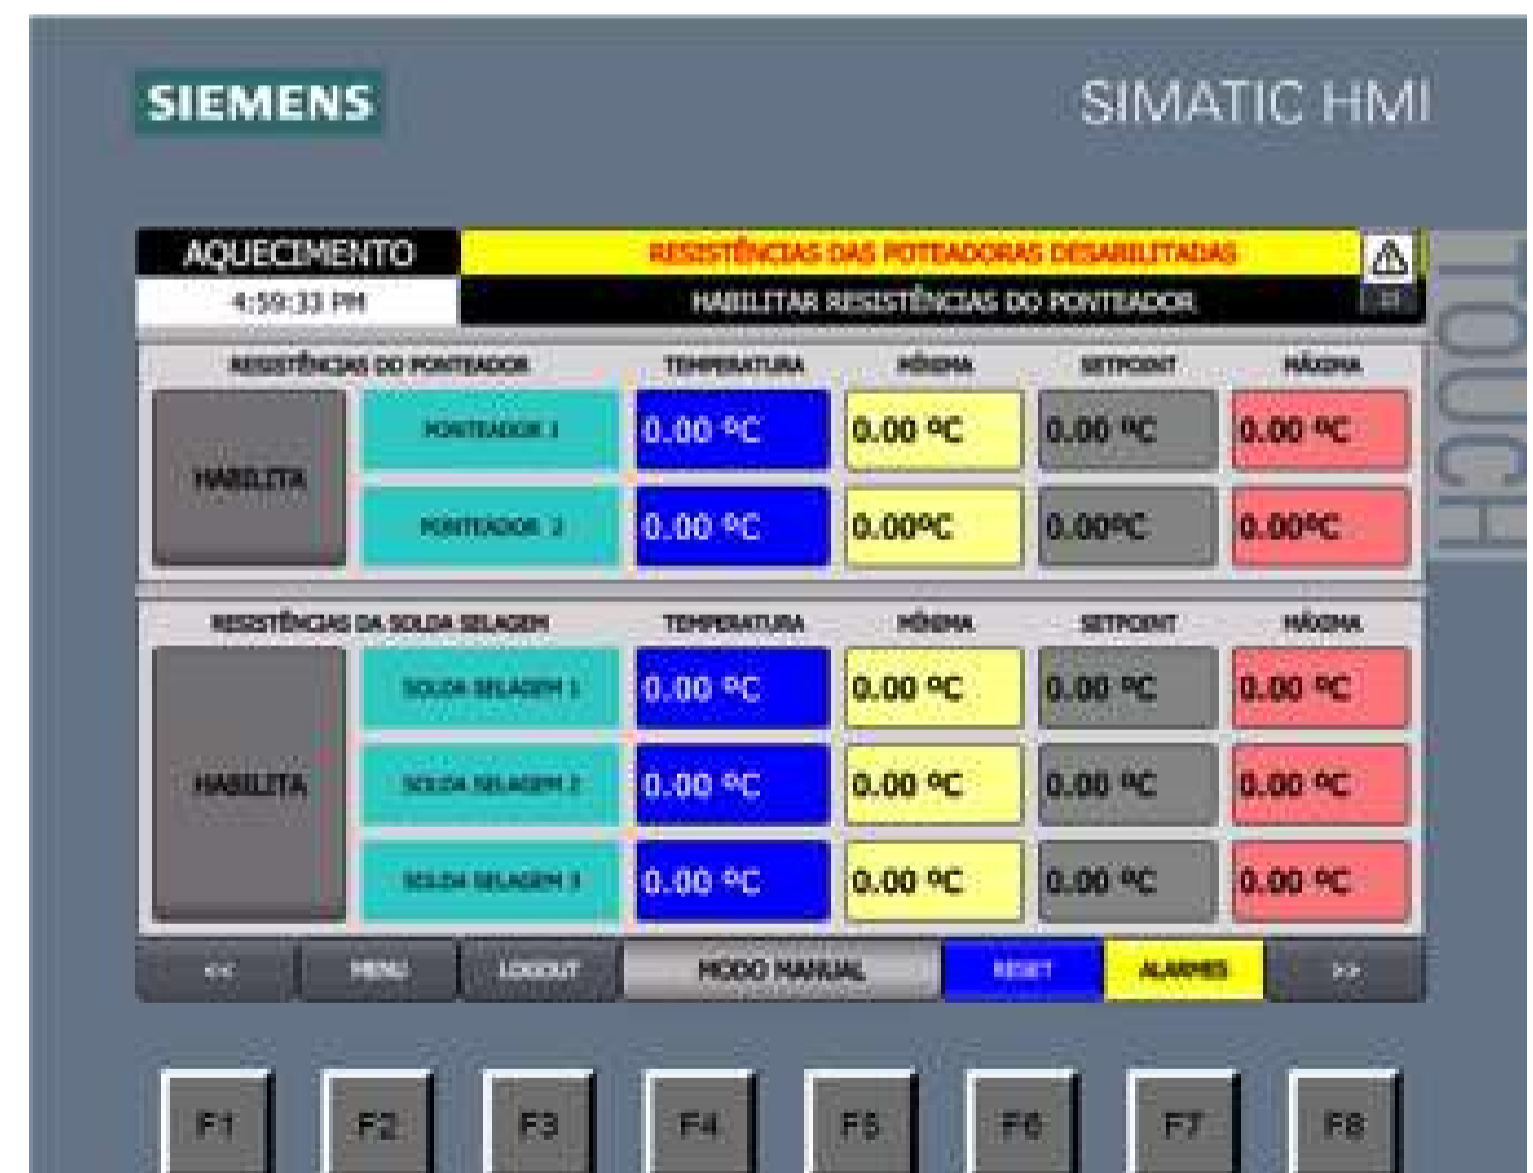 SIEMENS
SIMATIC HMI
TOUCH
AQUECIMENTO
RESISTÊNCIAS DAS POTEADORAS DESABILITADAS
4:59:33 PM
HABILITAR RESISTÊNCIAS DO PONTEADOR
RESISTÊNCIAS DO PONTEADOR TEMPERATURA MÍNIMA SETPOINT MÁXIMA
HABILITA
PONTEADOR 1 0.00 ºC 0.00 ºC 0.00 ºC 0.00 ºC
PONTEADOR 2 0.00 ºC 0.00ºC 0.00ºC 0.00ºC
RESISTÊNCIAS DA SOLDA SELAGEM TEMPERATURA MÍNIMA SETPOINT MÁXIMA
SOLDA SELAGEM 1 0.00 ºC 0.00 ºC 0.00 ºC 0.00 ºC
HABILITA
SOLDA SELAGEM 2 0.00 ºC 0.00 ºC 0.00 ºC 0.00 ºC
SOLDA SELAGEM 3 0.00 ºC 0.00 ºC 0.00 ºC 0.00 ºC
<< MENU LOGOUT MODO MANUAL RESET ALARMES >>
F1 F2 F3 F4 F5 F6 F7 F8